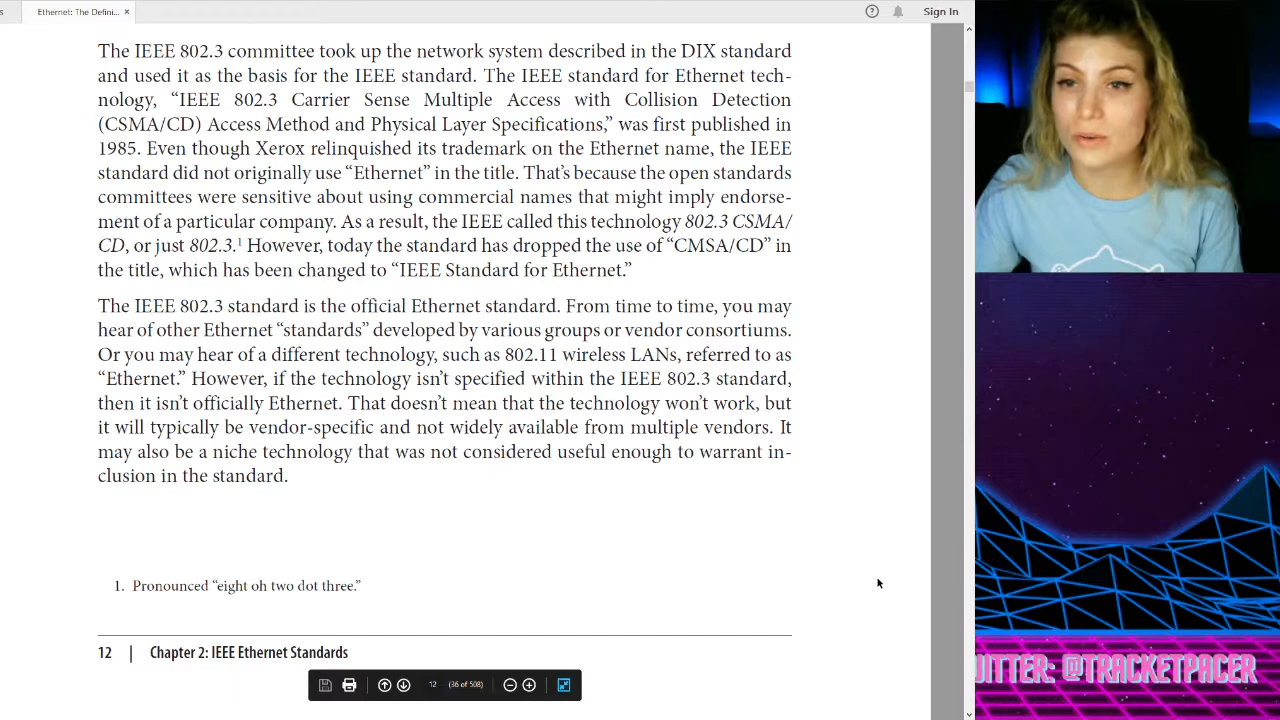 s
Ethernet: The Defini...
×
Sign In
The IEEE 802.3 committee took up the network system described in the DIX standard
and used it as the basis for the IEEE standard. The IEEE standard for Ethernet tech-
nology, “IEEE 802.3 Carrier Sense Multiple Access with Collision Detection
(CSMA/CD) Access Method and Physical Layer Specifications,” was first published in
1985. Even though Xerox relinquished its trademark on the Ethernet name, the IEEE
standard did not originally use “Ethernet” in the title. That’s because the open standards
committees were sensitive about using commercial names that might imply endorse-
ment of a particular company. As a result, the IEEE called this technology 802.3 CSMA/
CD, or just 802.3.1 However, today the standard has dropped the use of “CMSA/CD” in
the title, which has been changed to “IEEE Standard for Ethernet.”
The IEEE 802.3 standard is the official Ethernet standard. From time to time, you may
hear of other Ethernet “standards” developed by various groups or vendor consortiums.
Or you may hear of a different technology, such as 802.11 wireless LANs, referred to as
“Ethernet.” However, if the technology isn’t specified within the IEEE 802.3 standard,
then it isn’t officially Ethernet. That doesn’t mean that the technology won’t work, but
it will typically be vendor-specific and not widely available from multiple vendors. It
may also be a niche technology that was not considered useful enough to warrant in-
clusion in the standard.
1. Pronounced “eight oh two dot three.”
12 | Chapter 2: IEEE Ethernet Standards
12 (36 of 508)
ITTER: @TRACKETPACER